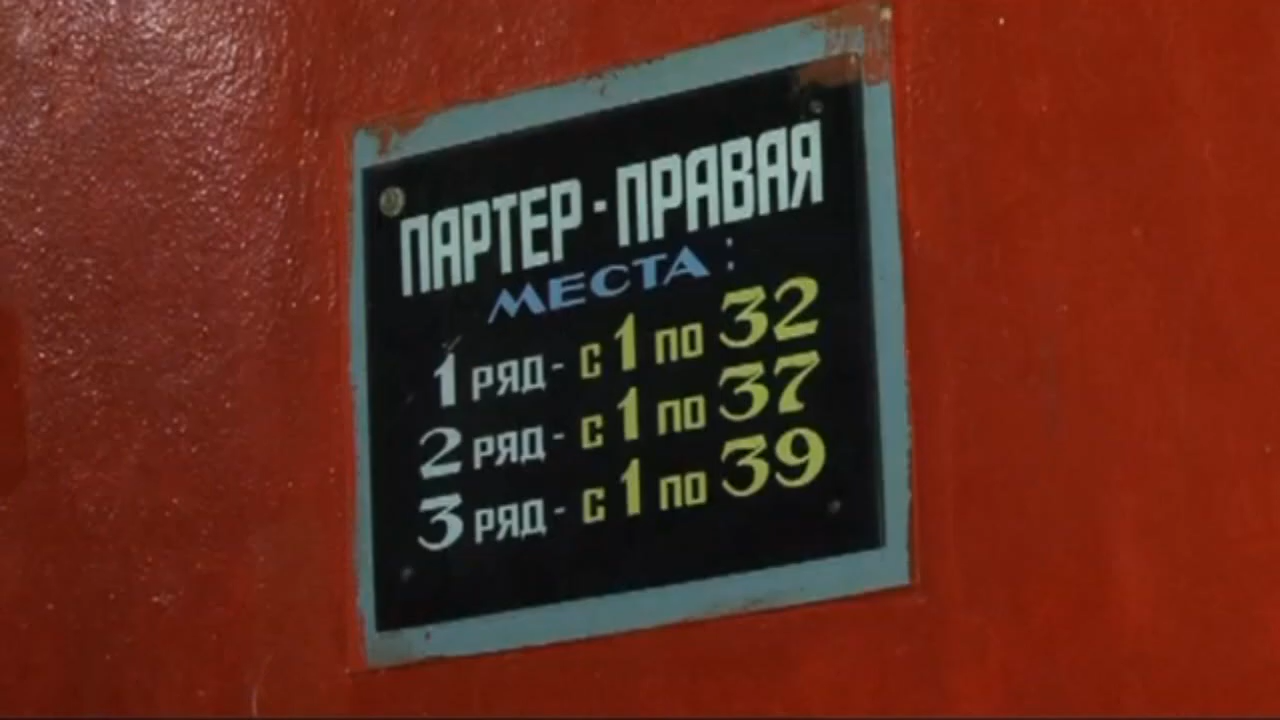 ПАРТЕР - ПРАВАЯ
МЕСТА :
1 РЯД - с 1 по 32
2 РЯД - с 1 по 37
3 РЯД - с 1 по 39